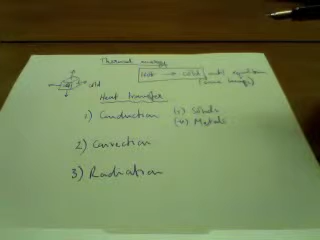 Thermal energy
Hot → cold until equilibrium
(same temp)
cold
Heat transfer
1) Conduction (i) Solids
(ii) Metals
2) Convection
3) Radiation